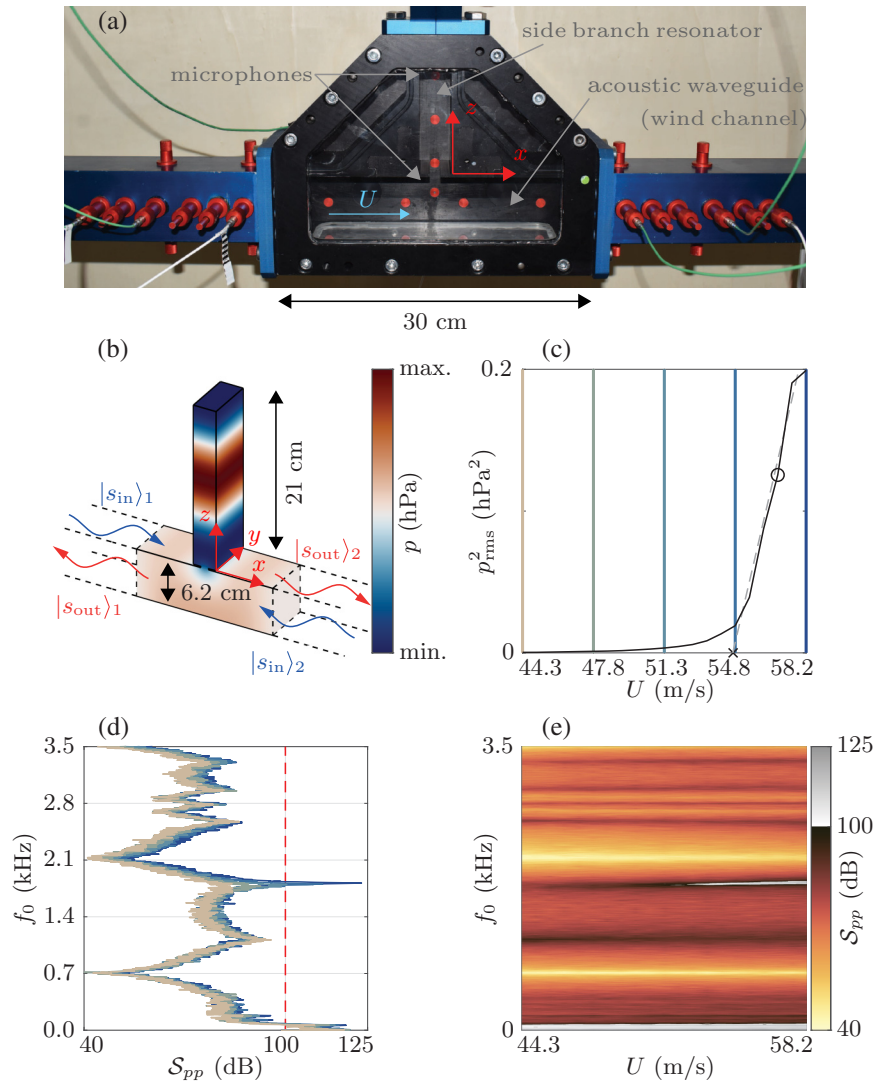 (a)
side branch resonator
microphones
acoustic waveguide
(wind channel)
z
x
U
30 cm
(b)
max.
|s_in⟩_1
21 cm
z
y
|s_out⟩_2
x
6.2 cm
|s_out⟩_1
|s_in⟩_2
p (hPa)
min.
(c)
0.2
p²_rms (hPa²)
0
44.3 47.8 51.3 54.8 58.2
U (m/s)
(d)
3.5
2.8
2.1
1.4
0.7
0.0
f_0 (kHz)
40 100 125
S_pp (dB)
(e)
3.5
f_0 (kHz)
0
44.3 58.2
U (m/s)
125
100
40
S_pp (dB)